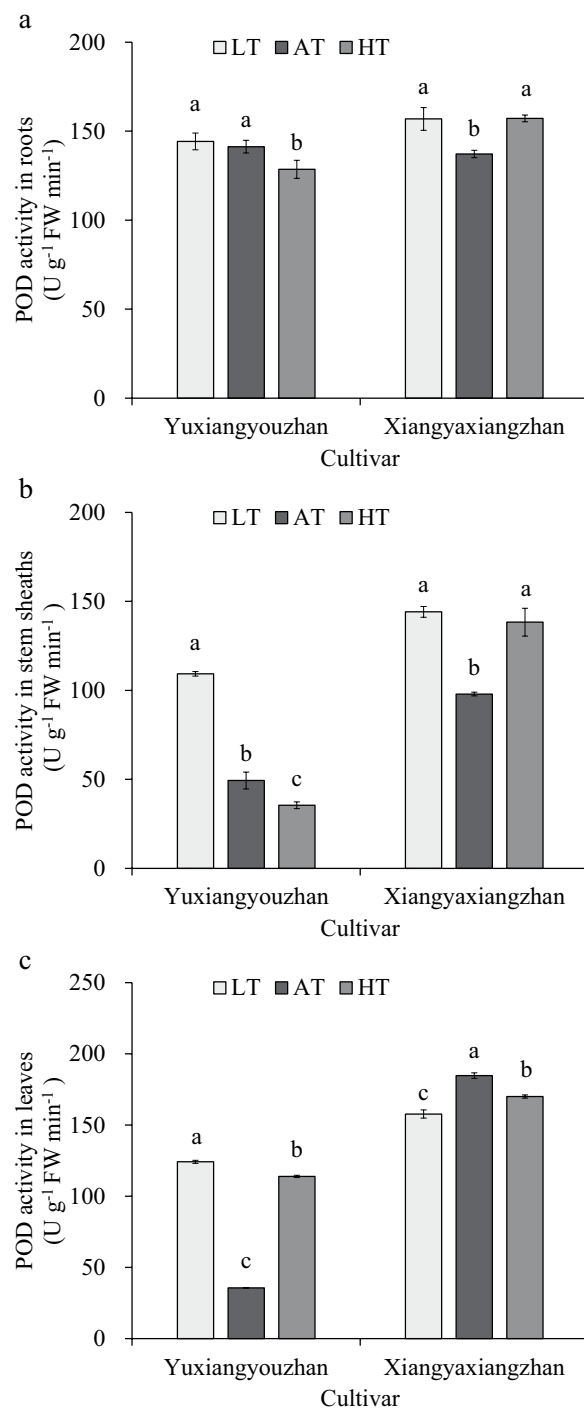 a
200
LT AT HT
a a b a b a
150
100
50
0
POD activity in roots
(U g⁻¹ FW min⁻¹)
Yuxiangyouzhan Xiangyaxiangzhan
Cultivar
b
200
LT AT HT
a b c a b a
150
100
50
0
POD activity in stem sheaths
(U g⁻¹ FW min⁻¹ )
Yuxiangyouzhan Xiangyaxiangzhan
Cultivar
c
250
LT AT HT
a c b c a b
200
150
100
50
0
POD activity in leaves
(U g⁻¹ FW min⁻¹ )
Yuxiangyouzhan Xiangyaxiangzhan
Cultivar